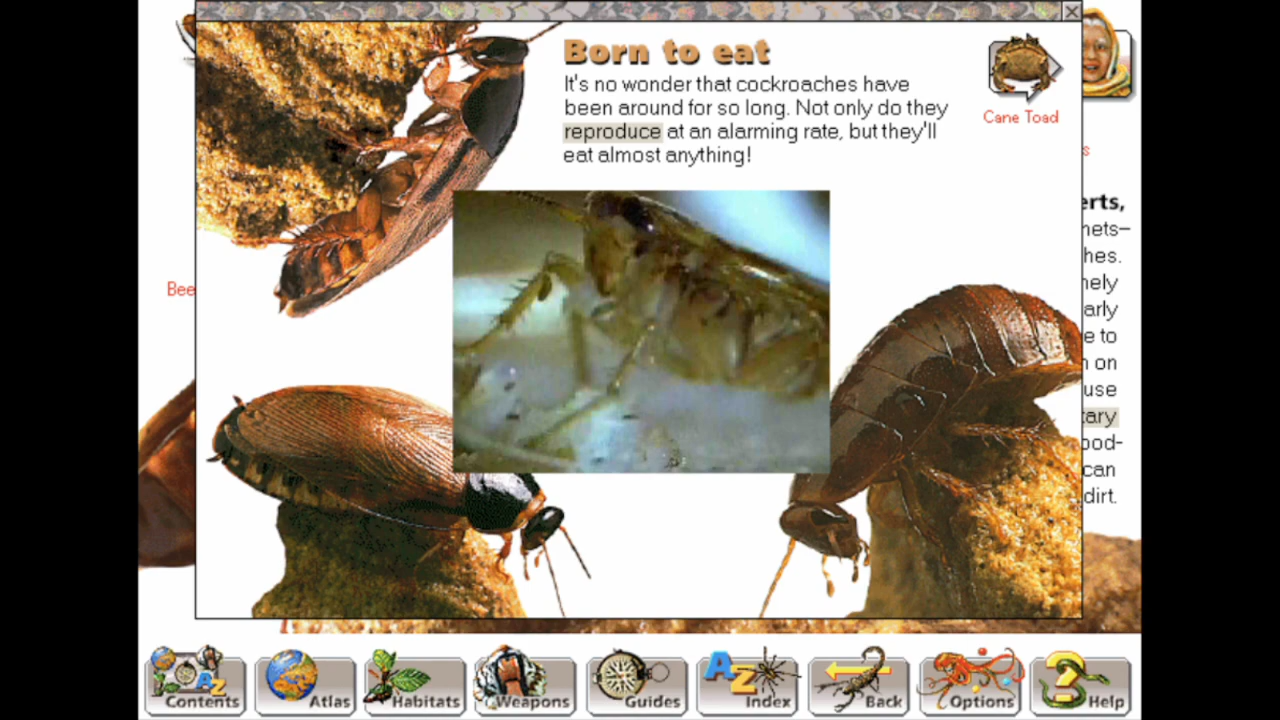 Born to eat
It's no wonder that cockroaches have
been around for so long. Not only do they
reproduce at an alarming rate, but they'll
eat almost anything!
Cane Toad
Bee
s
erts,
nets–
hes.
nely
arly
e to
n on
use
tary
ood-
can
dirt.
Contents
Atlas
Habitats
Weapons
Guides
AZ
Index
Back
Options
?
Help